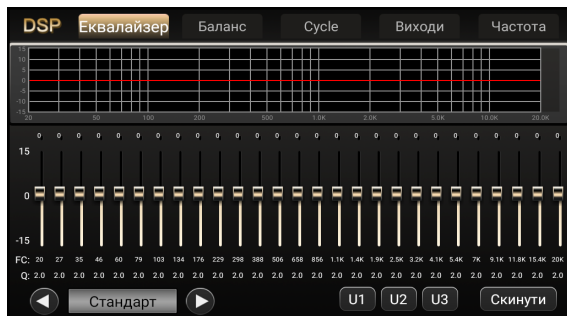 DSP Еквалайзер Баланс Cycle Виходи Частота
15
10
5
0
-5
-10
-15
20 50 100 200 500 1.0K 2.0K 5.0K 10.0K 20.0K
0 0 0 0 0 0 0 0 0 0 0 0 0 0 0 0 0 0 0 0 0 0 0 0 0 0 0
15
0
-15
FC: 20 27 35 46 60 79 103 134 176 229 298 388 506 658 856 1.1K 1.4K 1.9K 2.5K 3.2K 4.1K 5.4K 7K 9.1K 11.8K 15.4K 20K
Q: 2.0 2.0 2.0 2.0 2.0 2.0 2.0 2.0 2.0 2.0 2.0 2.0 2.0 2.0 2.0 2.0 2.0 2.0 2.0 2.0 2.0 2.0 2.0 2.0 2.0 2.0 2.0
Стандарт U1 U2 U3 Скинути